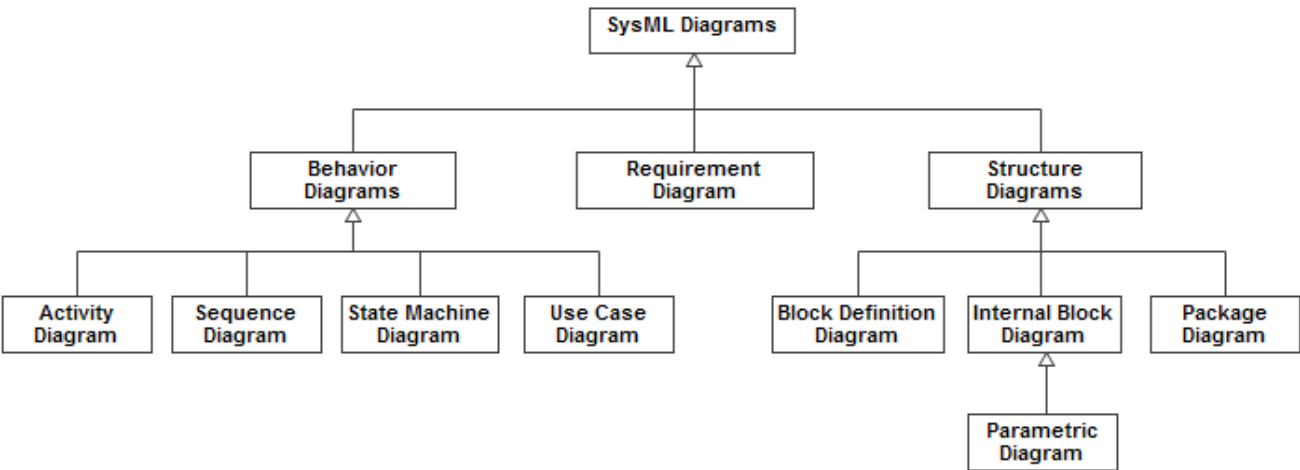 SysML Diagrams
Behavior
Diagrams
Requirement
Diagram
Structure
Diagrams
Activity
Diagram
Sequence
Diagram
State Machine
Diagram
Use Case
Diagram
Block Definition
Diagram
Internal Block
Diagram
Package
Diagram
Parametric
Diagram